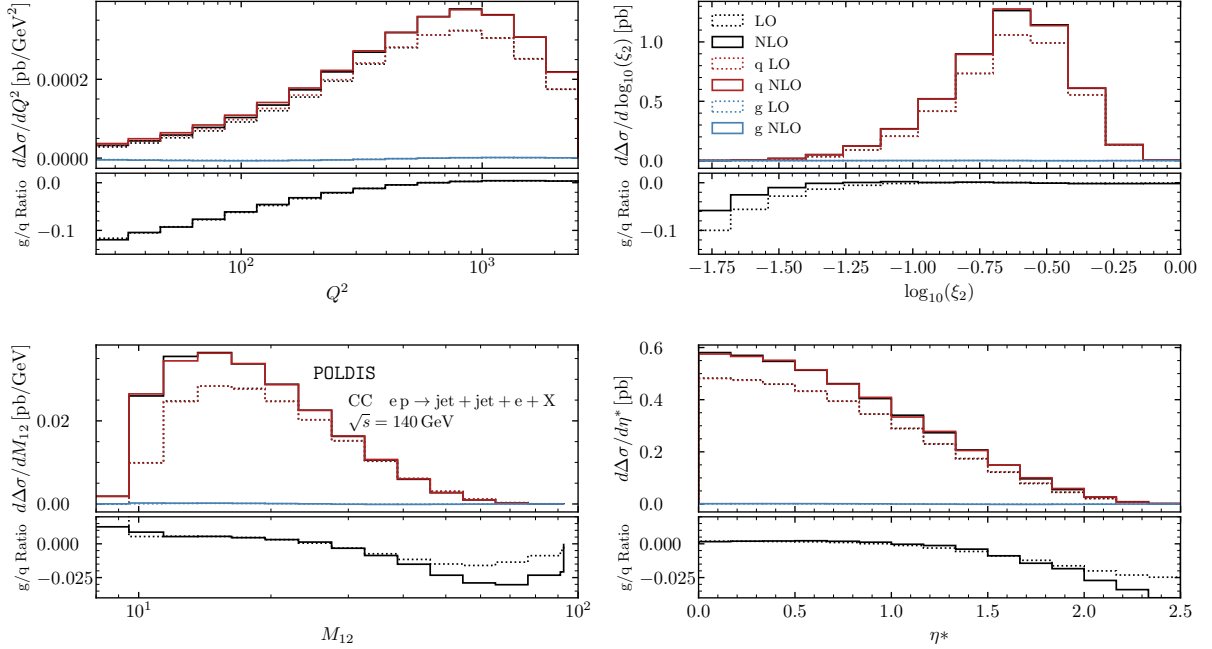 dΔσ/dQ² [pb/GeV²]
0.0002
0.0000
g/q Ratio
0.0
−0.1
10²
10³
Q²
dΔσ/d log₁₀(ξ₂) [pb]
1.0
0.5
0.0
LO
NLO
q LO
q NLO
g LO
g NLO
g/q Ratio
0.0
−0.1
−1.75 −1.50 −1.25 −1.00 −0.75 −0.50 −0.25 0.00
log₁₀(ξ₂)
dΔσ/dM₁₂ [pb/GeV]
0.02
0.00
POLDIS
CC e p → jet + jet + e + X
√s = 140 GeV
g/q Ratio
0.000
−0.025
10¹
10²
M₁₂
dΔσ/dη* [pb]
0.6
0.4
0.2
0.0
g/q Ratio
0.000
−0.025
0.0 0.5 1.0 1.5 2.0 2.5
η*